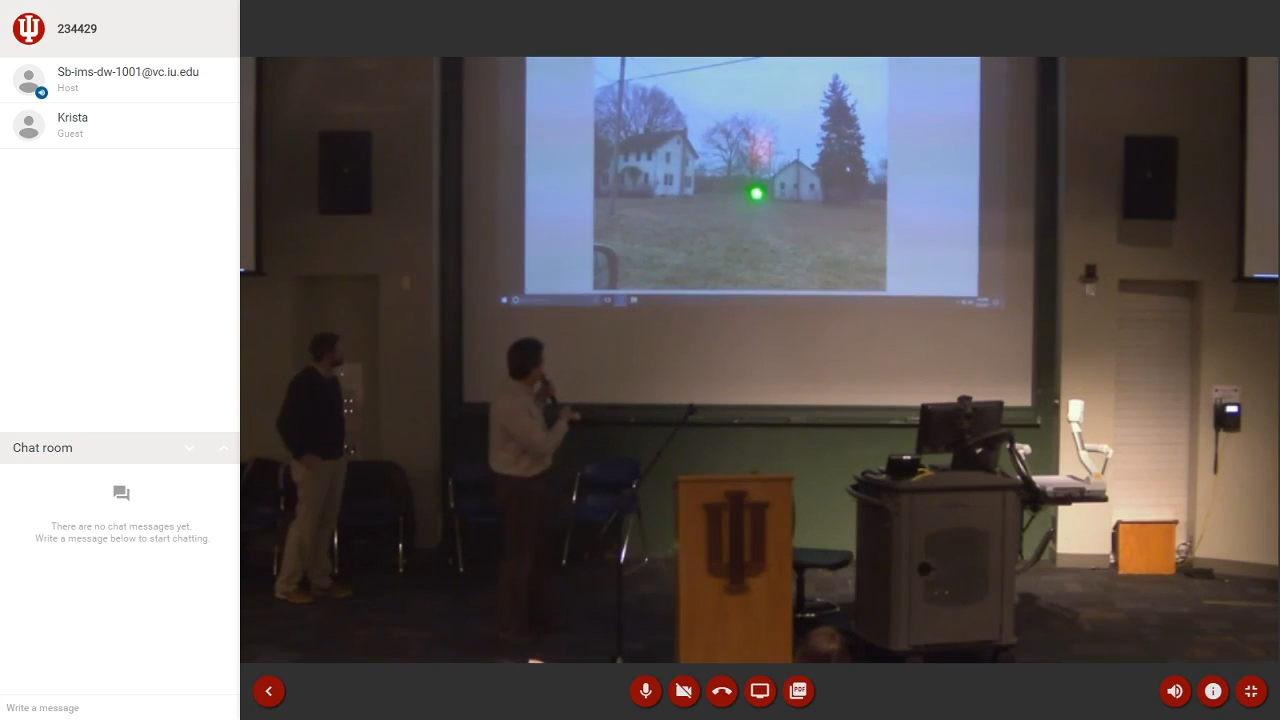 234429
Sb-ims-dw-1001@vc.iu.edu
Host
Krista
Guest
Chat room
There are no chat messages yet.
Write a message below to start chatting.
Write a message
PDF